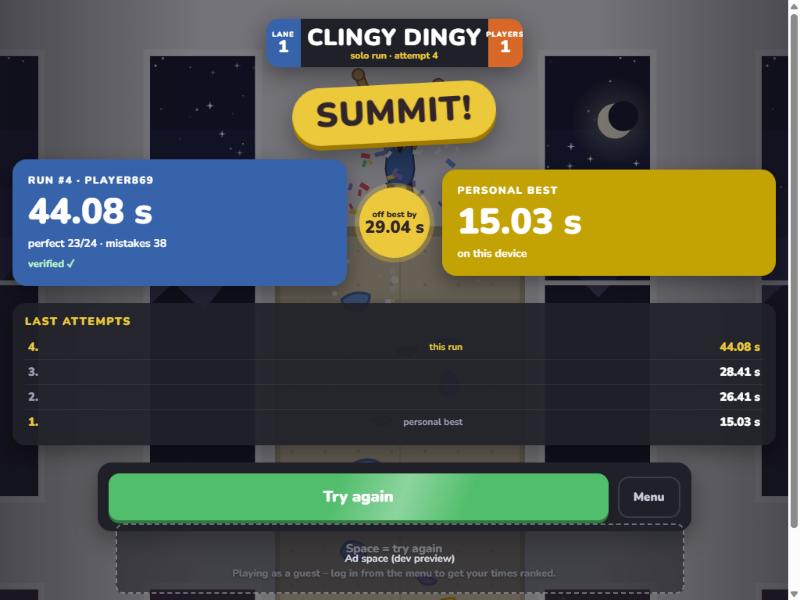 LANE
1
CLINGY DINGY
solo run · attempt 4
PLAYERS
1
SUMMIT!
RUN #4 · PLAYER869
44.08 s
perfect 23/24 · mistakes 38
verified ✓
off best by
29.04 s
PERSONAL BEST
15.03 s
on this device
LAST ATTEMPTS
4. this run 44.08 s
3. 28.41 s
2. 26.41 s
1. personal best 15.03 s
Try again
Menu
Space = try again
Ad space (dev preview)
Playing as a guest – log in from the menu to get your times ranked.